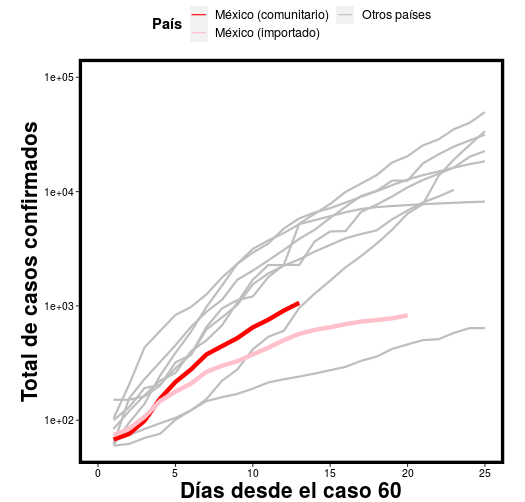 País
México (comunitario)
México (importado)
Otros países
Total de casos confirmados
1e+05
1e+04
1e+03
1e+02
0 5 10 15 20 25
Días desde el caso 60